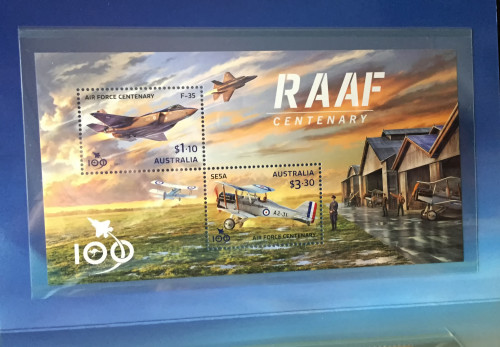 RAAF
CENTENARY
AIR FORCE CENTENARY
F-35
$1·10
AUSTRALIA
100
SE5A
AUSTRALIA
$3·30
A2-31
100
AIR FORCE CENTENARY
100